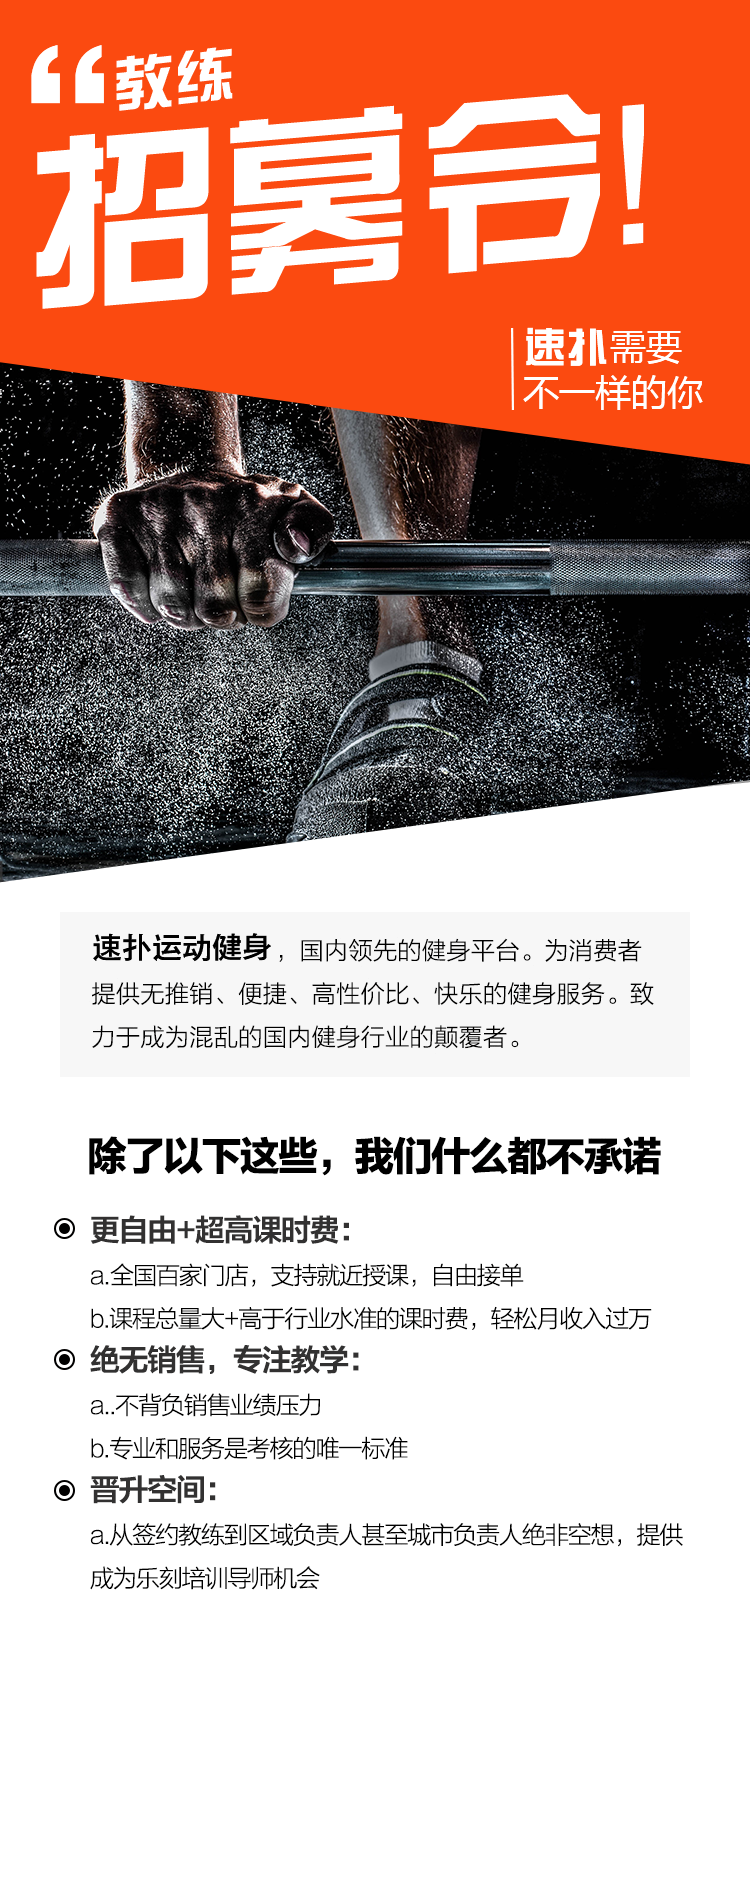 “教练
招募令!
速扑需要
不一样的你
速扑运动健身，国内领先的健身平台。为消费者
提供无推销、便捷、高性价比、快乐的健身服务。致
力于成为混乱的国内健身行业的颠覆者。
除了以下这些，我们什么都不承诺
更自由+超高课时费：
a.全国百家门店，支持就近授课，自由接单
b.课程总量大+高于行业水准的课时费，轻松月收入过万
绝无销售，专注教学：
a..不背负销售业绩压力
b.专业和服务是考核的唯一标准
晋升空间：
a.从签约教练到区域负责人甚至城市负责人绝非空想，提供
成为乐刻培训导师机会